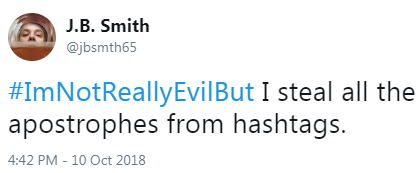 J.B. Smith
@jbsmth65
#ImNotReallyEvilBut I steal all the
apostrophes from hashtags.
4:42 PM - 10 Oct 2018